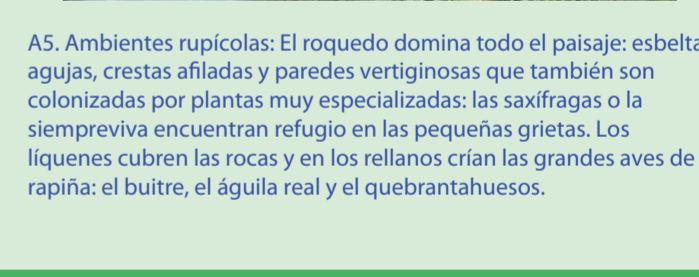 A5. Ambientes rupícolas: El roquedo domina todo el paisaje: esbelta
agujas, crestas afiladas y paredes vertiginosas que también son
colonizadas por plantas muy especializadas: las saxífragas o la
siempreviva encuentran refugio en las pequeñas grietas. Los
líquenes cubren las rocas y en los rellanos crían las grandes aves de
rapiña: el buitre, el águila real y el quebrantahuesos.